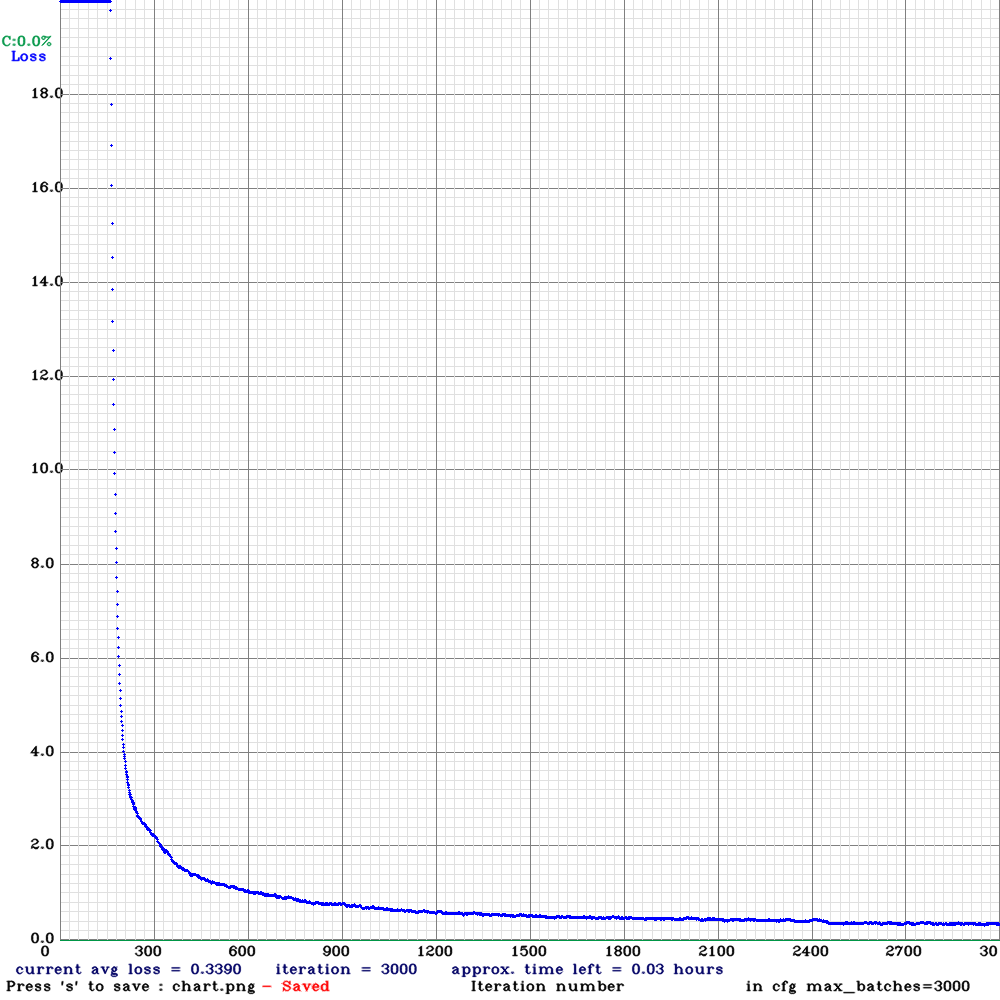 C:0.0%
Loss
18.0
16.0
14.0
12.0
10.0
8.0
6.0
4.0
2.0
0.0
0 300 600 900 1200 1500 1800 2100 2400 2700 30
current avg loss = 0.3390 iteration = 3000 approx. time left = 0.03 hours
Press 's' to save : chart.png - Saved Iteration number in cfg max_batches=3000